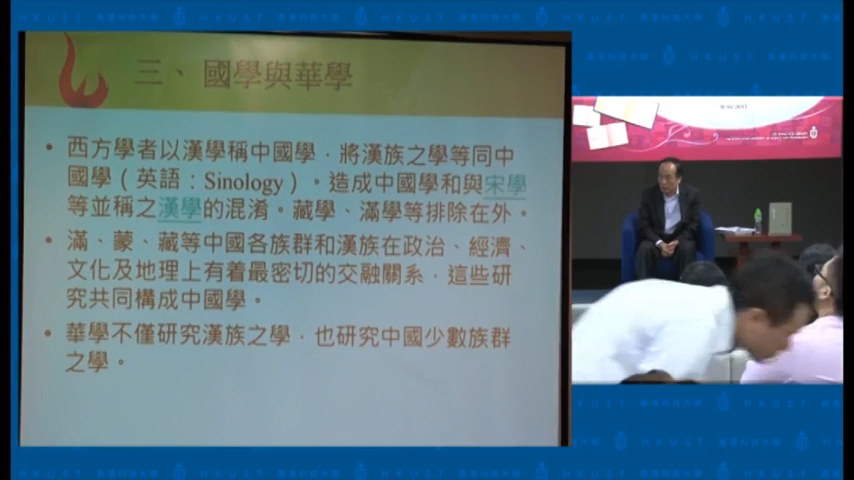 HKUST
三、國學與華學
• 西方學者以漢學稱中國學，將漢族之學等同中
國學（英語：Sinology）。造成中國學和與宋學
等並稱之漢學的混淆。藏學、滿學等排除在外。
• 滿、蒙、藏等中國各族群和漢族在政治、經濟、
文化及地理上有着最密切的交融關係，這些研
究共同構成中國學。
• 華學不僅研究漢族之學，也研究中國少數族群
之學。